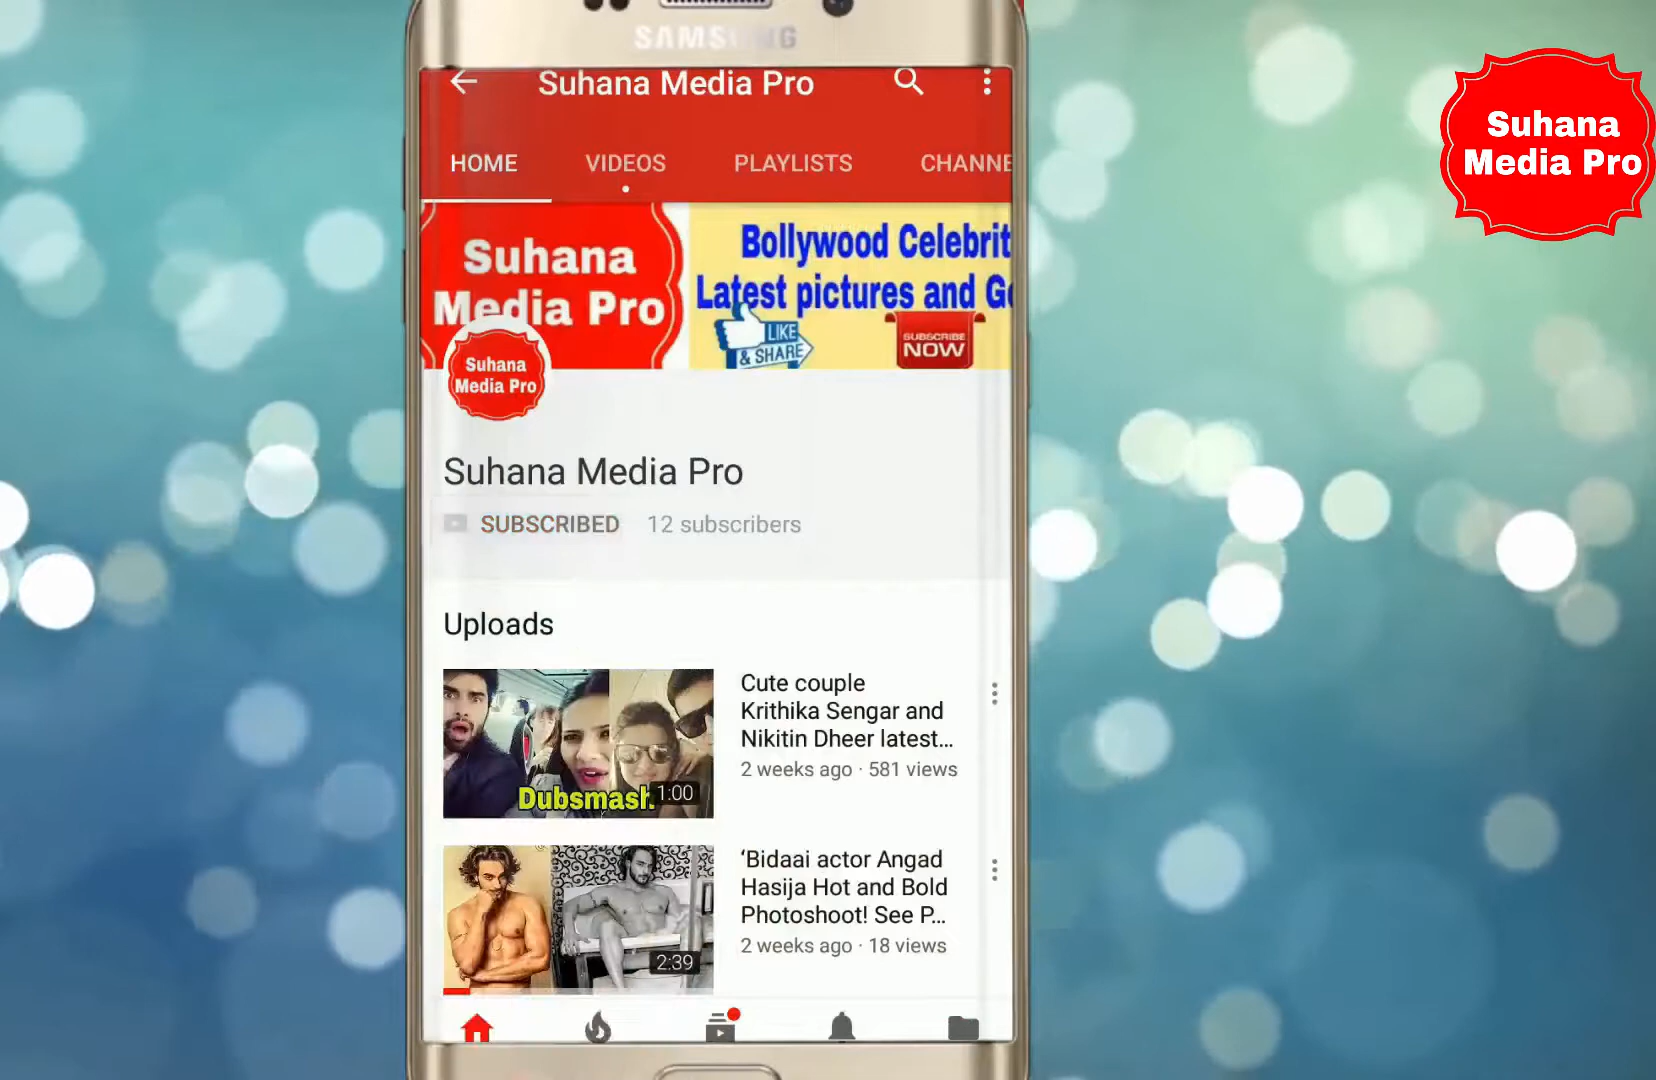 SAMSUNG
Suhana Media Pro
HOME VIDEOS PLAYLISTS CHANNE
Suhana
Media Pro
Bollywood Celebrit
Latest pictures and Ge
LIKE
& SHARE
SUBSCRIBE
NOW
Suhana
Media Pro
Suhana Media Pro
SUBSCRIBED 12 subscribers
Uploads
Dubsmash
1:00
Cute couple
Krithika Sengar and
Nikitin Dheer latest...
2 weeks ago · 581 views
2:39
‘Bidaai actor Angad
Hasija Hot and Bold
Photoshoot! See P...
2 weeks ago · 18 views
Suhana
Media Pro